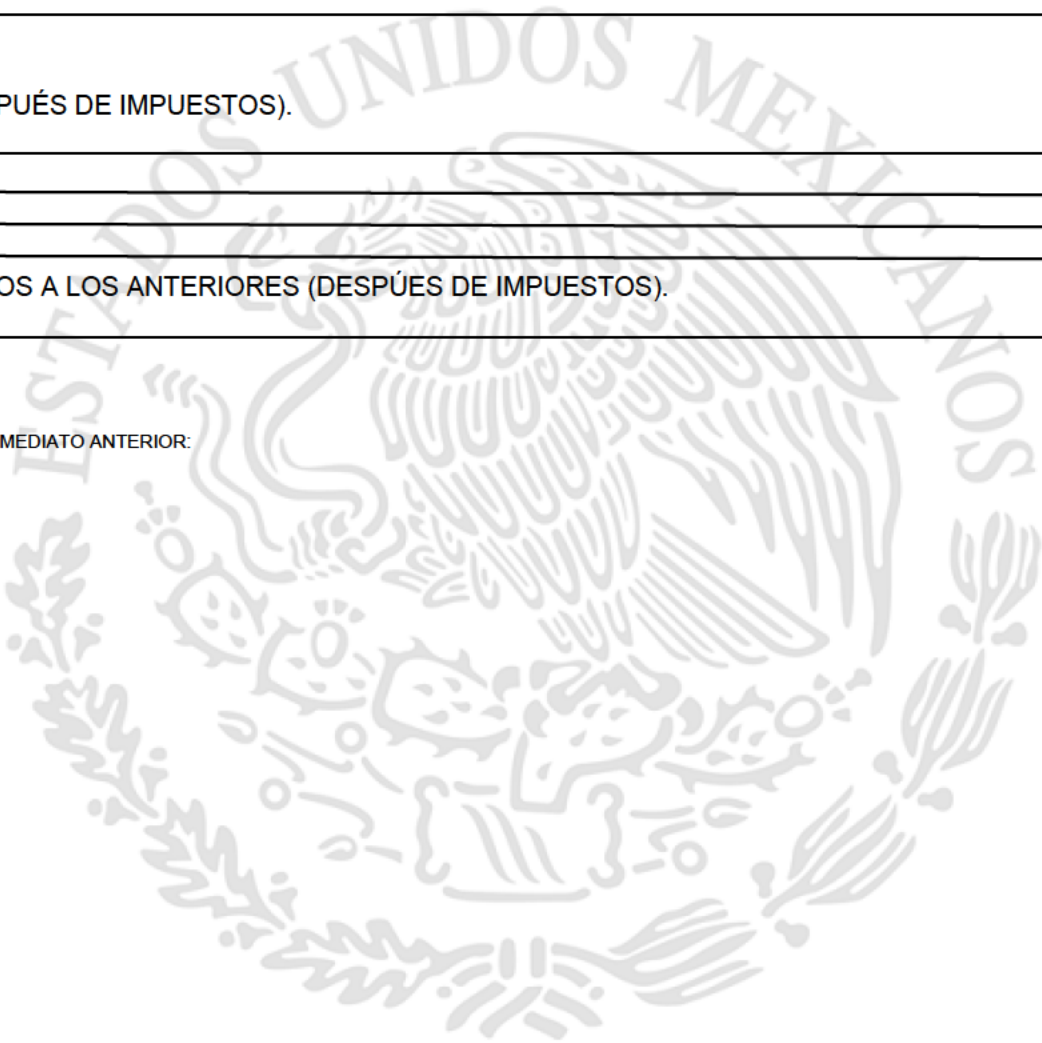 ESTADOS UNIDOS MEXICANOS
PUÉS DE IMPUESTOS).
OS A LOS ANTERIORES (DESPÚES DE IMPUESTOS).
MEDIATO ANTERIOR: